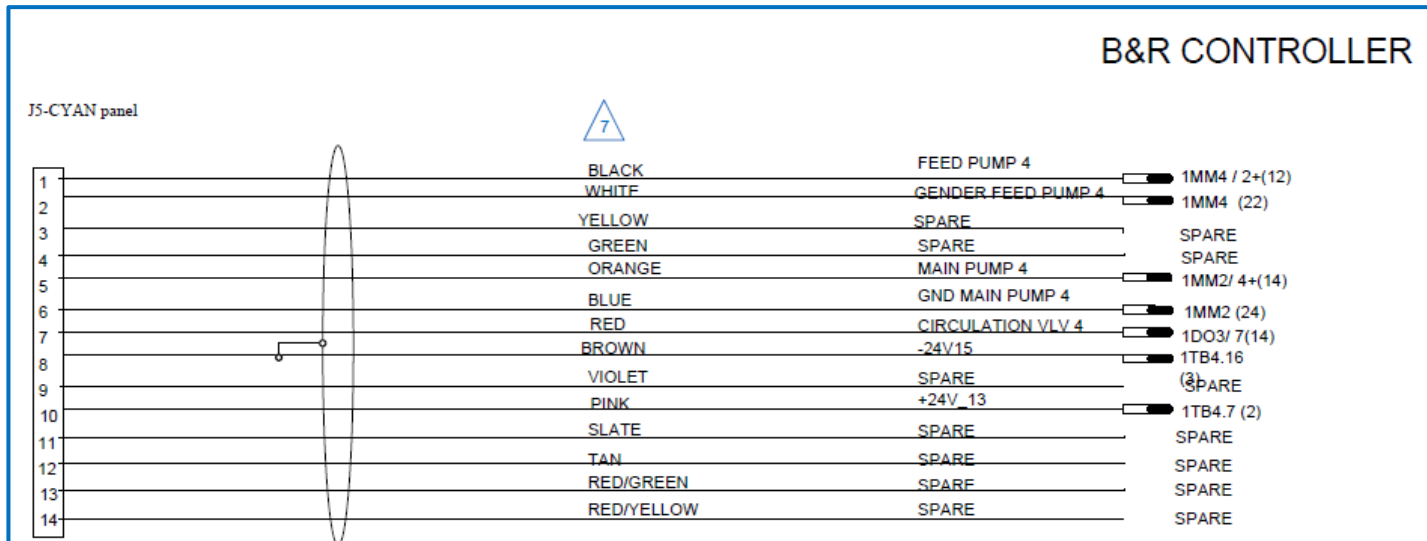 B&R CONTROLLER
J5-CYAN panel
7
1 BLACK FEED PUMP 4 1MM4 / 2+(12)
2 WHITE GENDER FEED PUMP 4 1MM4 (22)
3 YELLOW SPARE SPARE
4 GREEN SPARE SPARE
5 ORANGE MAIN PUMP 4 1MM2/ 4+(14)
6 BLUE GND MAIN PUMP 4 1MM2 (24)
7 RED CIRCULATION VLV 4 1DO3/ 7(14)
8 BROWN -24V15 1TB4.16
(3)
9 VIOLET SPARE SPARE
10 PINK +24V_13 1TB4.7 (2)
11 SLATE SPARE SPARE
12 TAN SPARE SPARE
13 RED/GREEN SPARE SPARE
14 RED/YELLOW SPARE SPARE